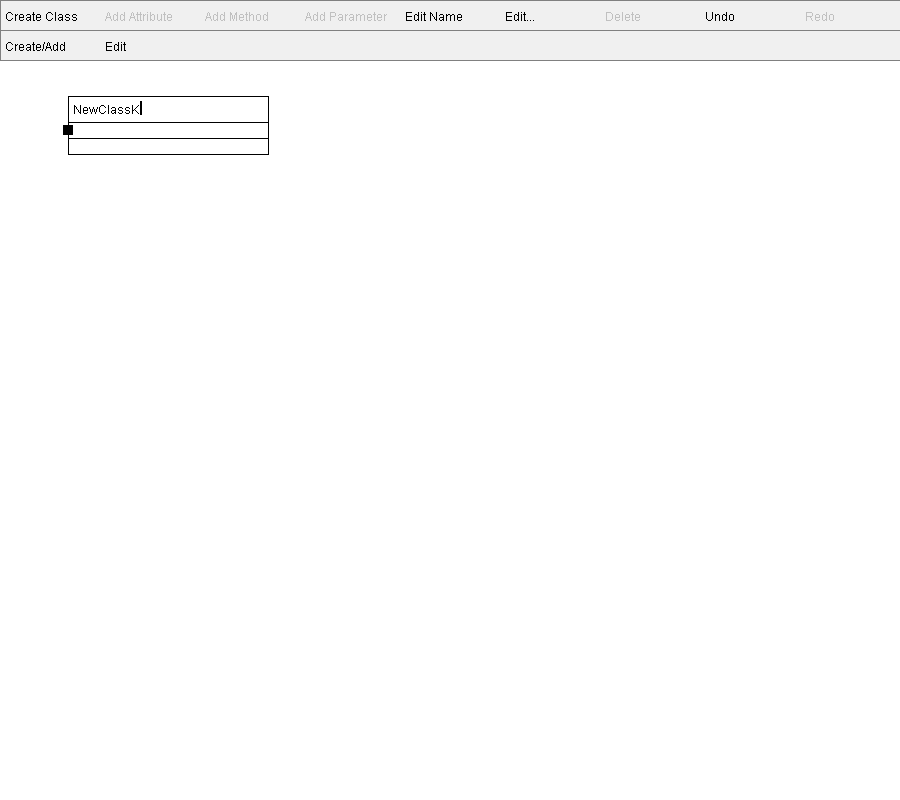 Create Class Add Attribute Add Method Add Parameter Edit Name Edit... Delete Undo Redo
Create/Add Edit
NewClassK